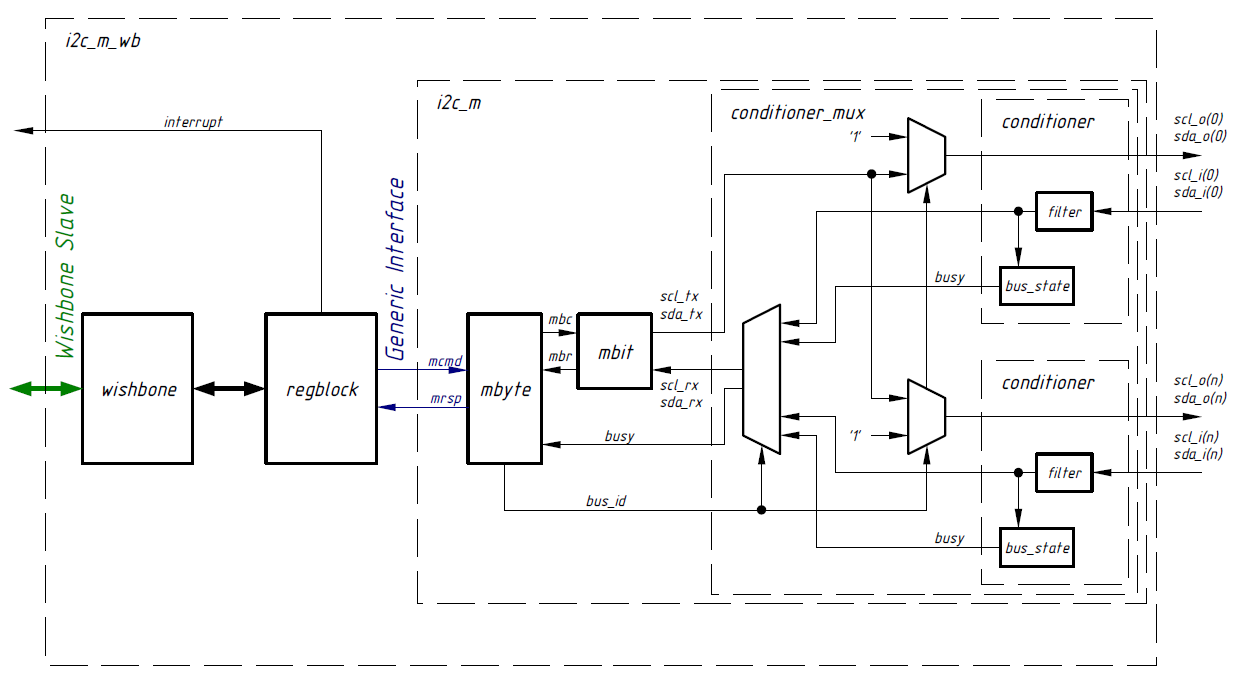 i2c_m_wb
i2c_m
interrupt
conditioner_mux
conditioner
'1'
scl_o(0)
sda_o(0)
scl_i(0)
sda_i(0)
filter
bus_state
busy
Wishbone Slave
Generic Interface
wishbone
regblock
mcmd
mrsp
mbyte
mbc
mbr
mbit
scl_tx
sda_tx
scl_rx
sda_rx
busy
bus_id
conditioner
'1'
scl_o(n)
sda_o(n)
scl_i(n)
sda_i(n)
filter
bus_state
busy